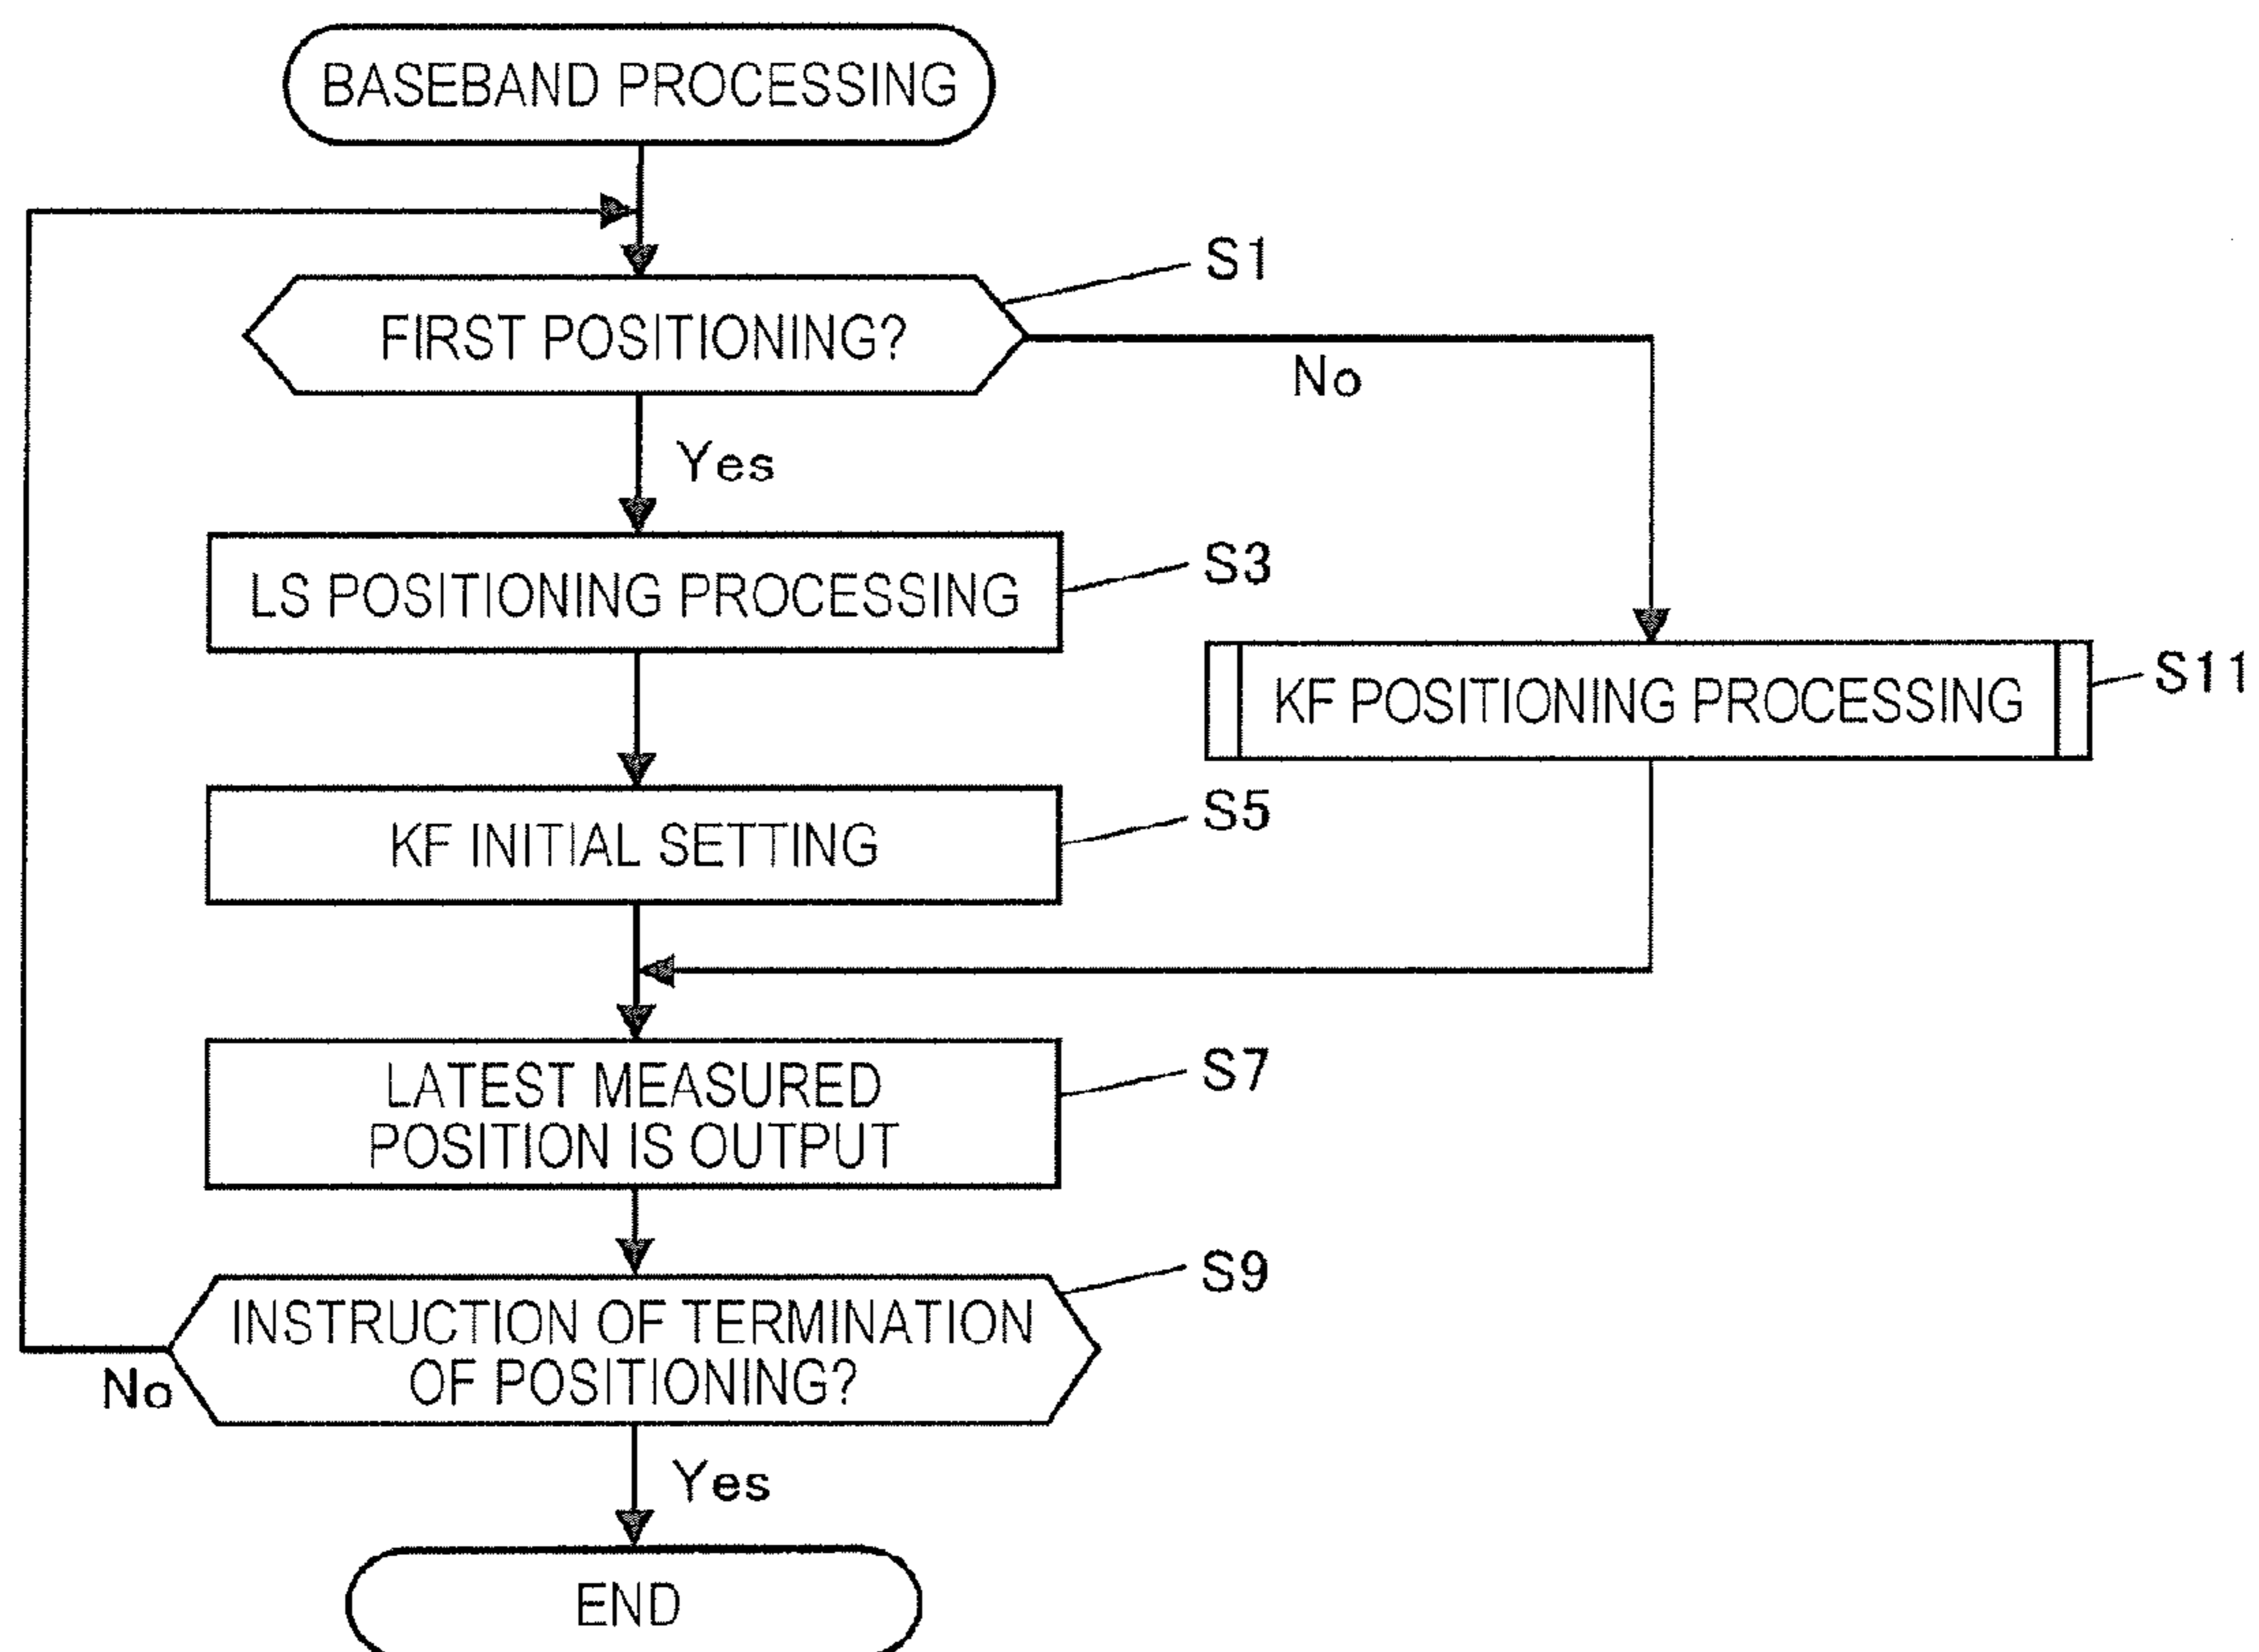 BASEBAND PROCESSING
S1
FIRST POSITIONING?
No
Yes
S3
LS POSITIONING PROCESSING
S11
KF POSITIONING PROCESSING
S5
KF INITIAL SETTING
S7
LATEST MEASURED
POSITION IS OUTPUT
S9
INSTRUCTION OF TERMINATION
OF POSITIONING?
No
Yes
END